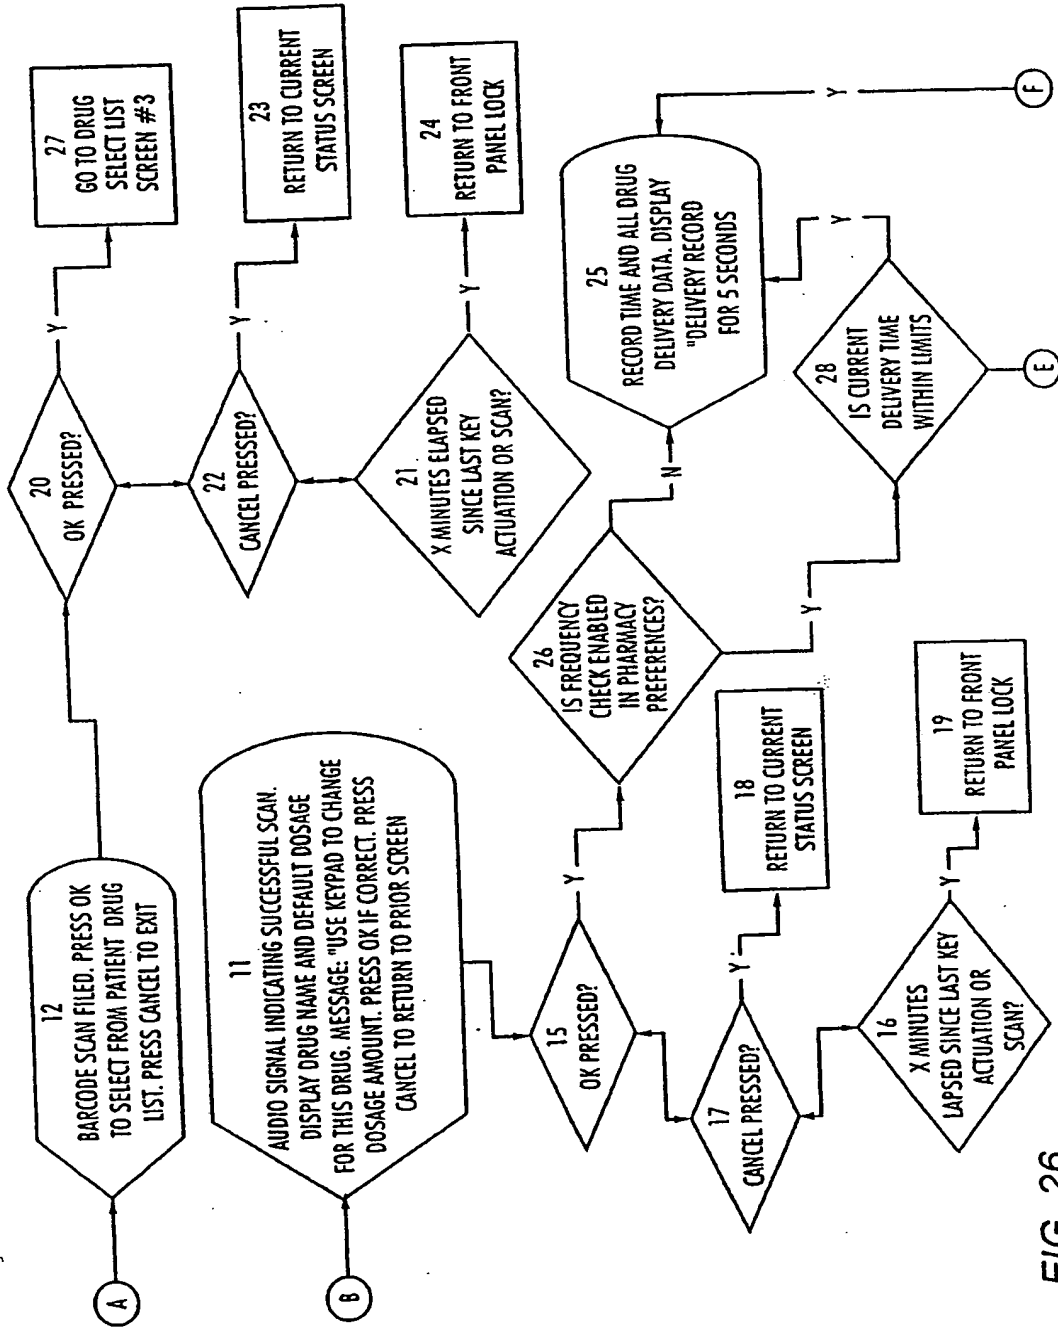 A
12
BARCODE SCAN FILED. PRESS OK
TO SELECT FROM PATIENT DRUG
LIST. PRESS CANCEL TO EXIT
20
OK PRESSED?
Y
27
GO TO DRUG
SELECT LIST
SCREEN #3
22
CANCEL PRESSED?
Y
23
RETURN TO CURRENT
STATUS SCREEN
21
X MINUTES ELAPSED
SINCE LAST KEY
ACTUATION OR SCAN?
Y
24
RETURN TO FRONT
PANEL LOCK
B
11
AUDIO SIGNAL INDICATING SUCCESSFUL SCAN.
DISPLAY DRUG NAME AND DEFAULT DOSAGE
FOR THIS DRUG. MESSAGE: "USE KEYPAD TO CHANGE
DOSAGE AMOUNT. PRESS OK IF CORRECT. PRESS
CANCEL TO RETURN TO PRIOR SCREEN
15
OK PRESSED?
Y
26
IS FREQUENCY
CHECK ENABLED
IN PHARMACY
PREFERENCES?
N
Y
25
RECORD TIME AND ALL DRUG
DELIVERY DATA. DISPLAY
"DELIVERY RECORD
FOR 5 SECONDS
Y
F
28
IS CURRENT
DELIVERY TIME
WITHIN LIMITS
Y
E
17
CANCEL PRESSED?
Y
18
RETURN TO CURRENT
STATUS SCREEN
16
X MINUTES
LAPSED SINCE LAST KEY
ACTUATION OR
SCAN?
Y
19
RETURN TO FRONT
PANEL LOCK
FIG. 26